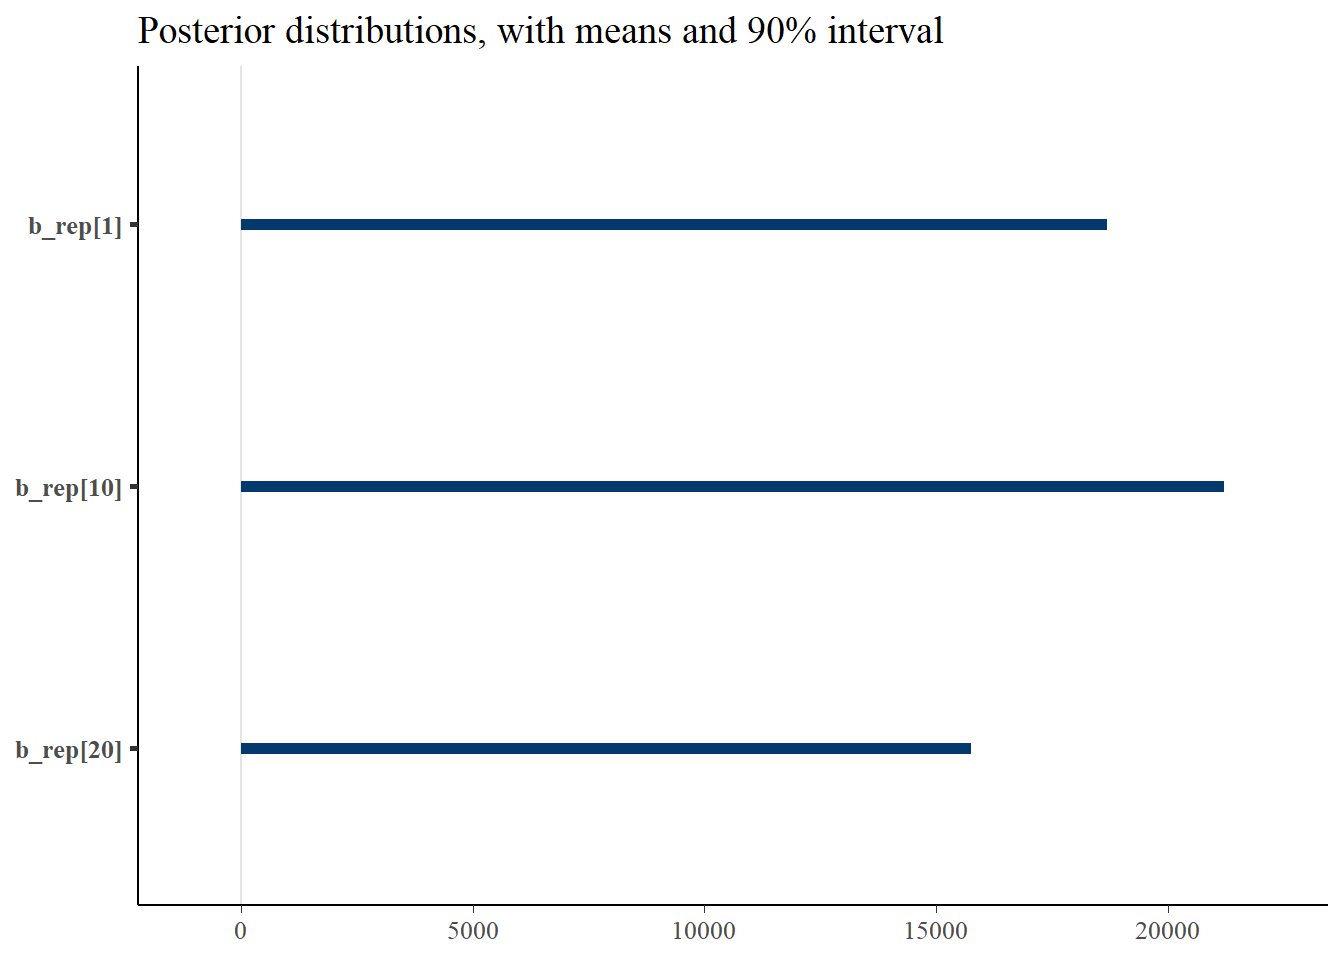 Posterior distributions, with means and 90% interval
b_rep[1]
b_rep[10]
b_rep[20]
0 5000 10000 15000 20000